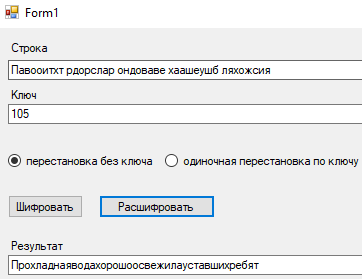 Form1
Строка
Павооитхт рдорслар ондоваве хаашеушб ляхожсия
Ключ
105
перестановка без ключа одиночная перестановка по ключу
Шифровать Расшифровать
Результат
Прохладнаяводахорошоосвежилауставшихребят